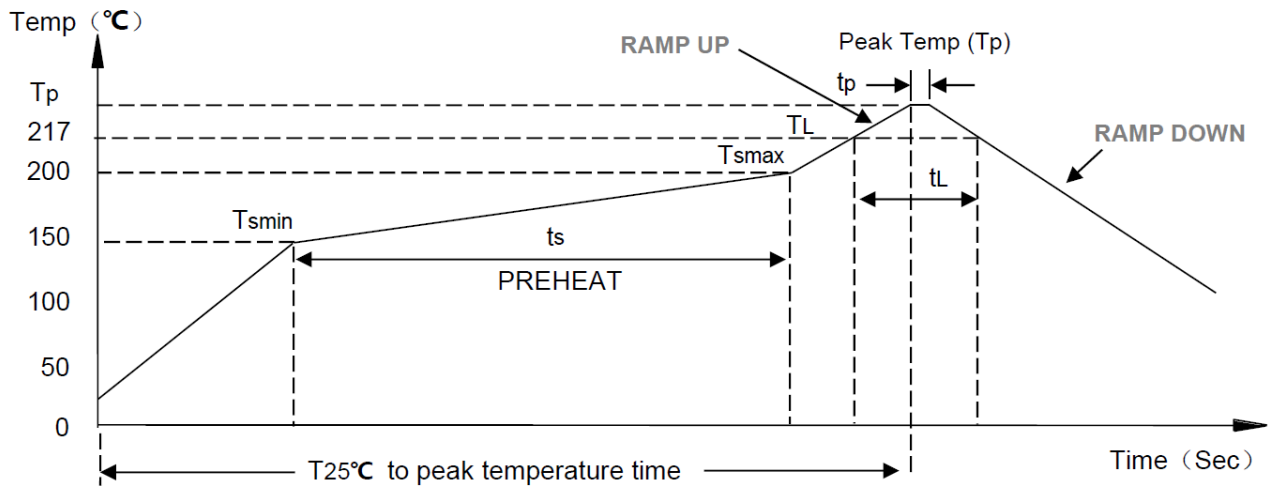 Temp（℃）
RAMP UP
Peak Temp (Tp)
tp
Tp
217
TL
RAMP DOWN
200
Tsmax
tL
Tsmin
150
ts
PREHEAT
100
50
0
T25℃ to peak temperature time
Time（Sec）